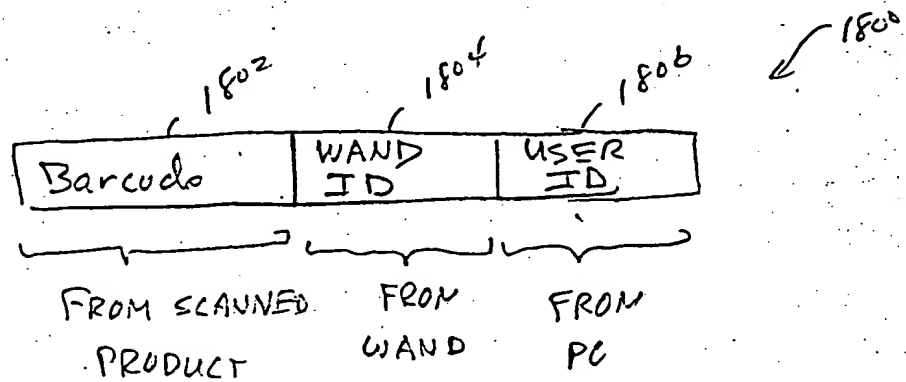 1800
1802 1804 1806
Barcode WAND USER
ID ID
FROM SCANNED FROM FROM
PRODUCT WAND PC